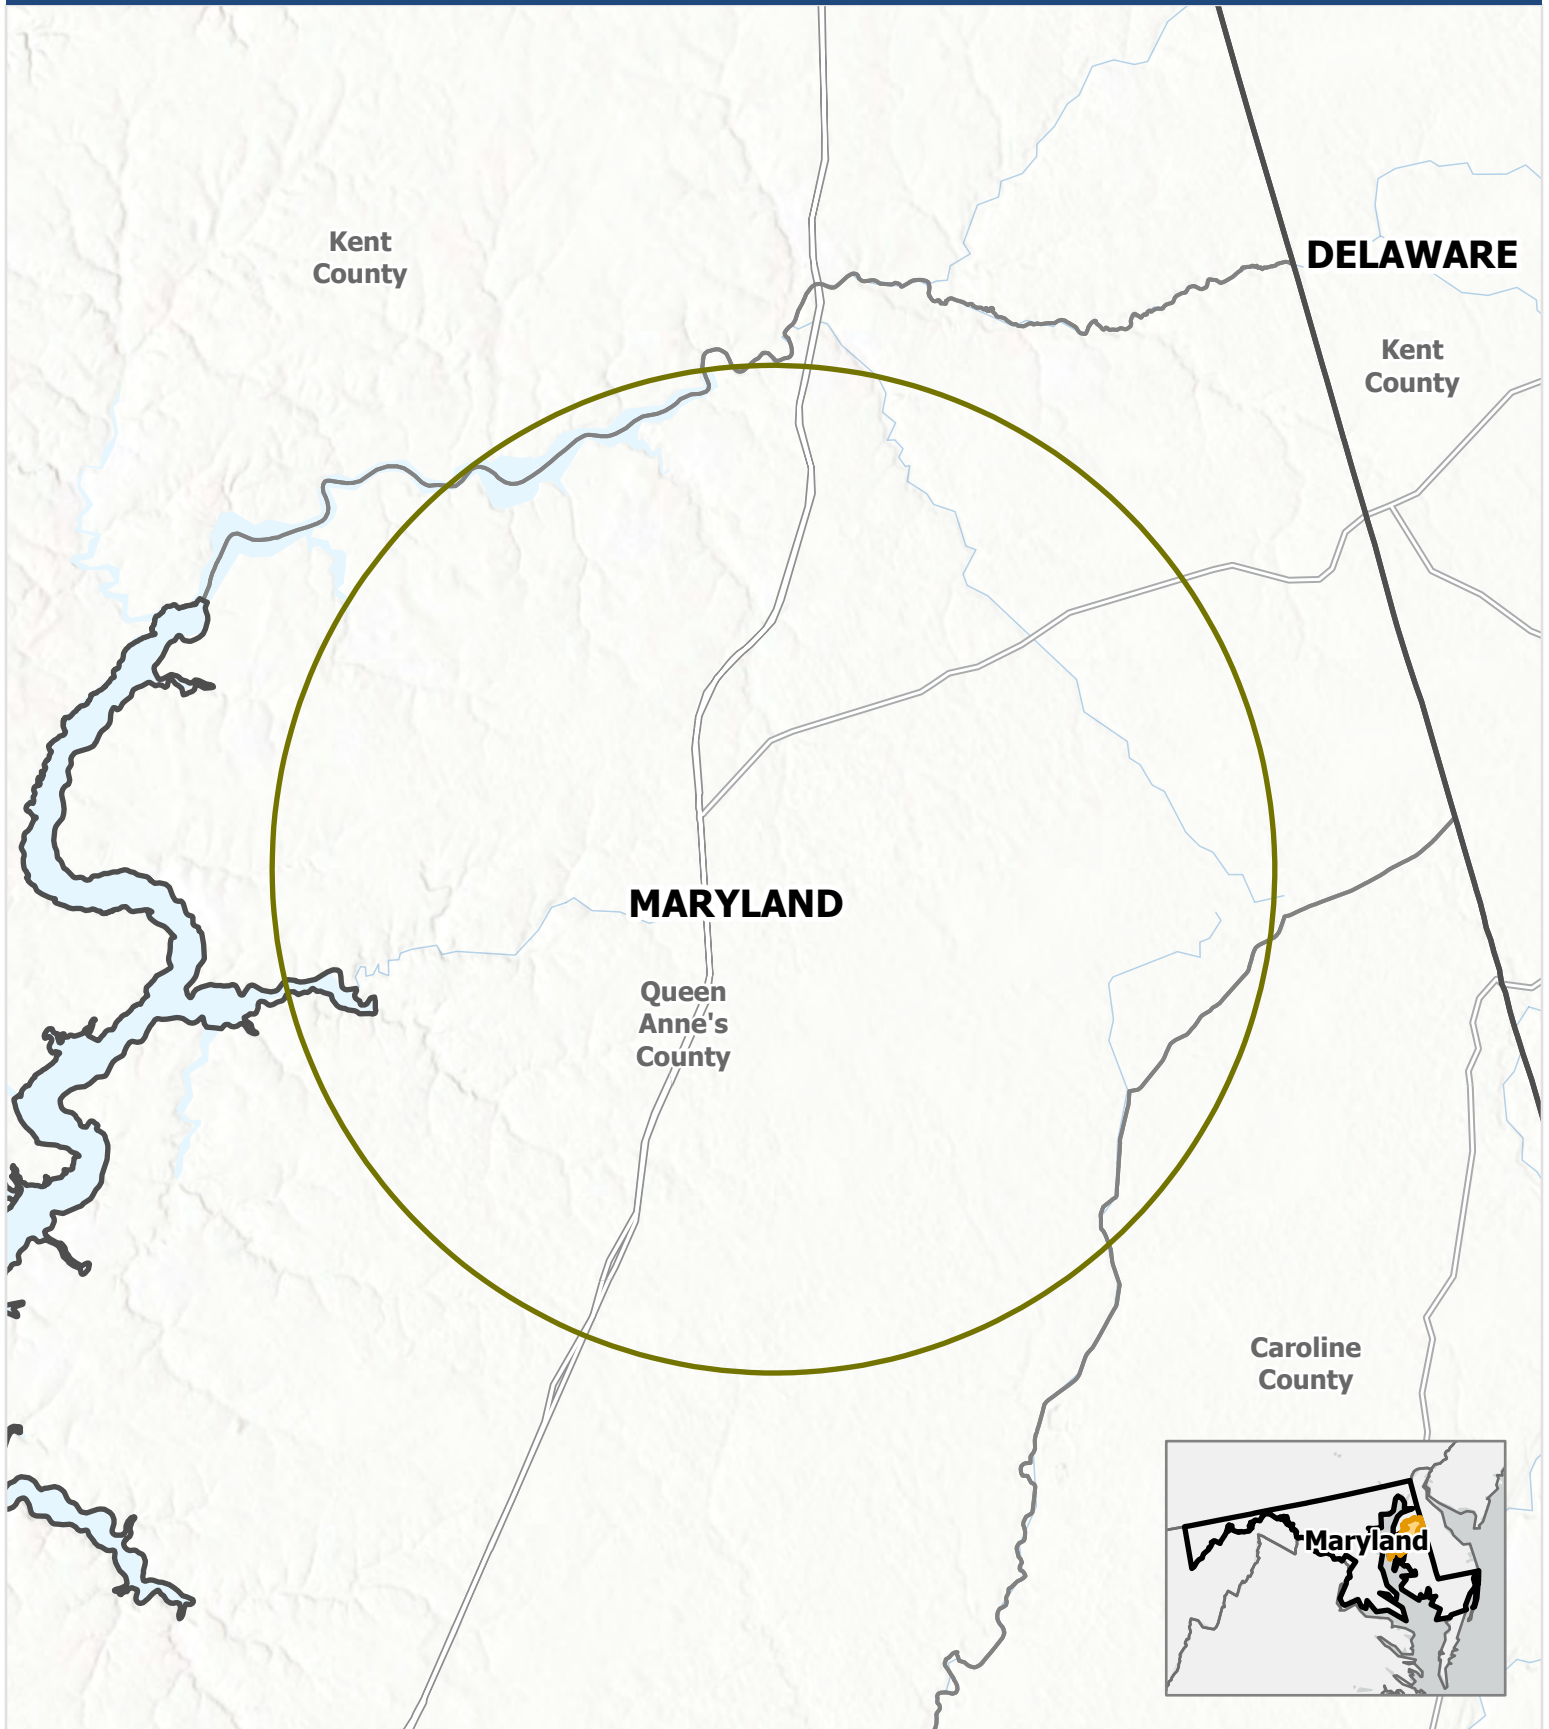 Kent
County
DELAWARE
Kent
County
MARYLAND
Queen
Anne's
County
Caroline
County
Maryland